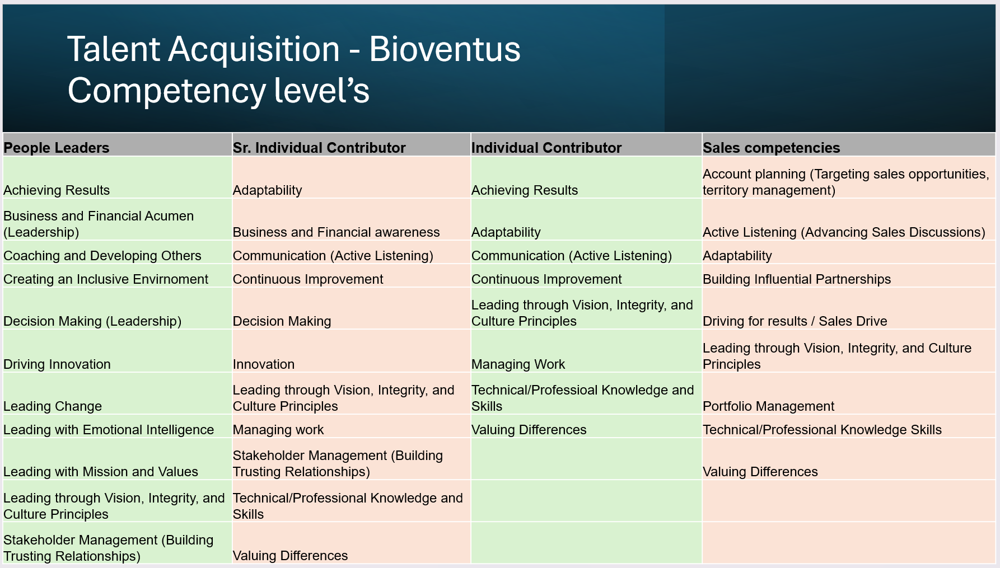 Talent Acquisition - Bioventus
Competency level’s
People Leaders
Sr. Individual Contributor
Individual Contributor
Sales competencies
Achieving Results
Adaptability
Achieving Results
Account planning (Targeting sales opportunities,
territory management)
Business and Financial Acumen
(Leadership)
Business and Financial awareness
Adaptability
Active Listening (Advancing Sales Discussions)
Coaching and Developing Others
Communication (Active Listening)
Communication (Active Listening)
Adaptability
Creating an Inclusive Envirnoment
Continuous Improvement
Continuous Improvement
Building Influential Partnerships
Decision Making (Leadership)
Decision Making
Leading through Vision, Integrity, and
Culture Principles
Driving for results / Sales Drive
Driving Innovation
Innovation
Managing Work
Leading through Vision, Integrity, and Culture
Principles
Leading Change
Leading through Vision, Integrity, and
Culture Principles
Technical/Professioal Knowledge and
Skills
Portfolio Management
Leading with Emotional Intelligence
Managing work
Valuing Differences
Technical/Professional Knowledge Skills
Leading with Mission and Values
Stakeholder Management (Building
Trusting Relationships)
Valuing Differences
Leading through Vision, Integrity, and
Culture Principles
Technical/Professional Knowledge and
Skills
Stakeholder Management (Building
Trusting Relationships)
Valuing Differences